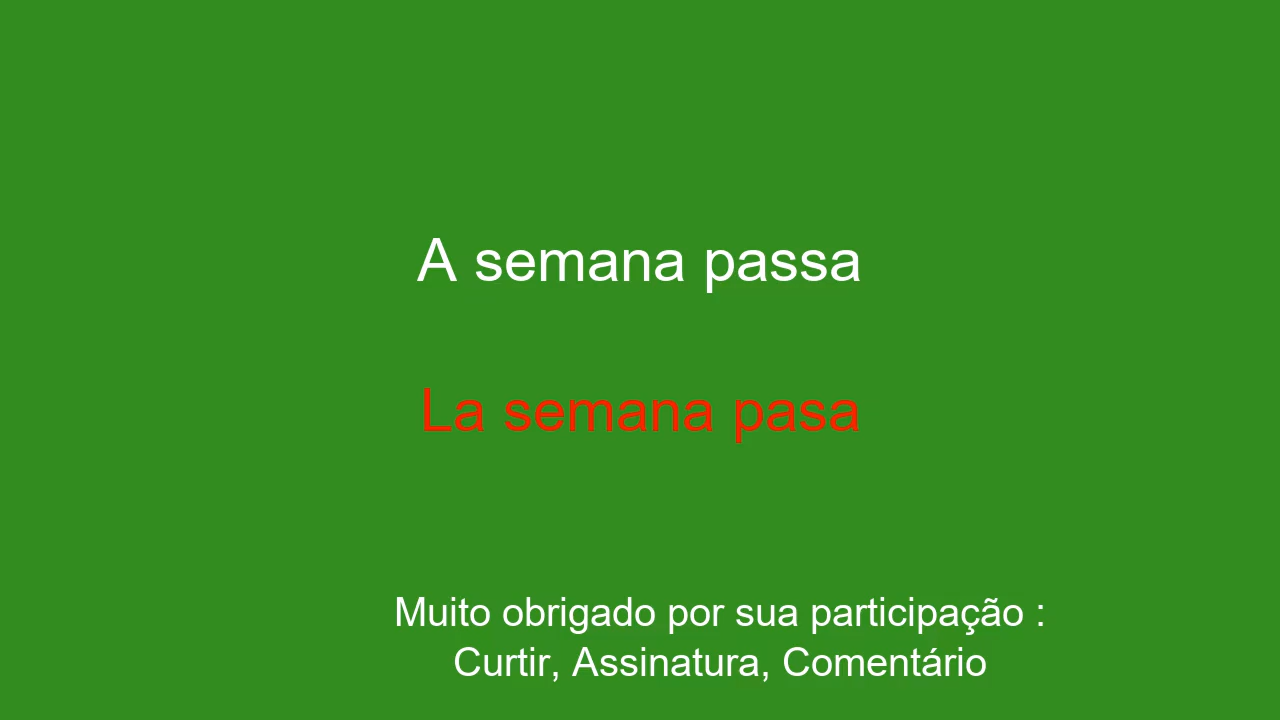 A semana passa
La semana pasa
Muito obrigado por sua participação :
Curtir, Assinatura, Comentário